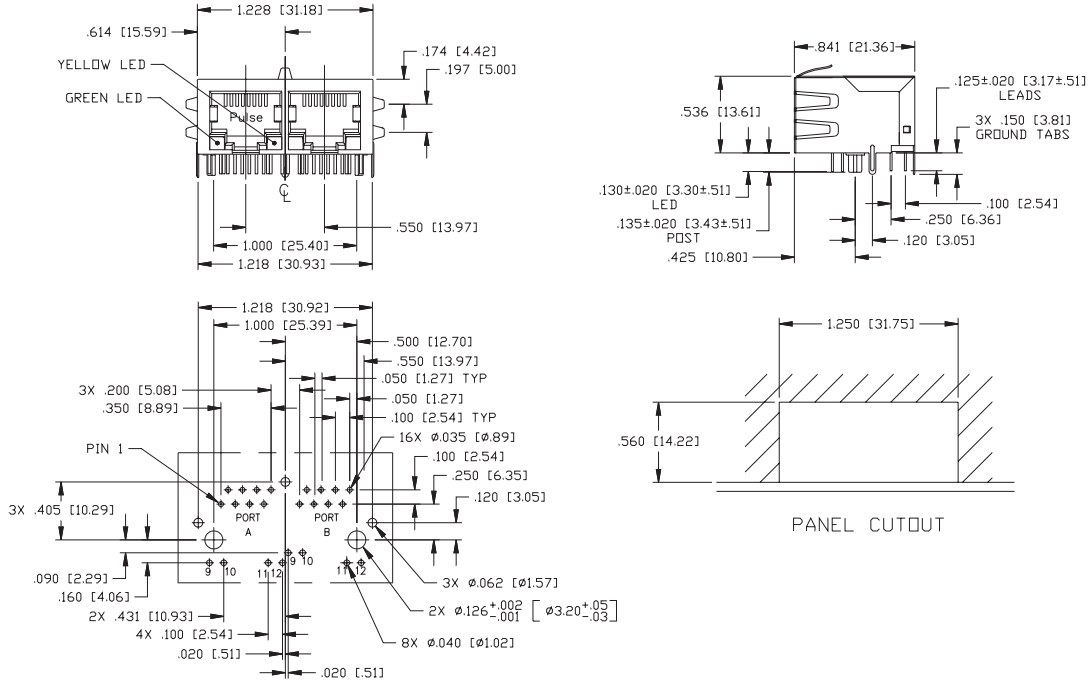 1.228 [31.18]
.614 [15.59]
YELLOW LED
GREEN LED
Pulse
.174 [4.42]
.197 [5.00]
℄
.550 [13.97]
1.000 [25.40]
1.218 [30.93]
.841 [21.36]
.536 [13.61]
.125±.020 [3.17±.51]
LEADS
3X .150 [3.81]
GROUND TABS
.130±.020 [3.30±.51]
LED
.135±.020 [3.43±.51]
POST
.425 [10.80]
.100 [2.54]
.250 [6.36]
.120 [3.05]
1.218 [30.92]
1.000 [25.39]
.500 [12.70]
.550 [13.97]
.050 [1.27] TYP
3X .200 [5.08]
.050 [1.27]
.350 [8.89]
.100 [2.54] TYP
16X ø.035 [ø.89]
PIN 1
.100 [2.54]
.250 [6.35]
.120 [3.05]
3X .405 [10.29]
PORT
A
PORT
B
9 10
9 10 11 12 11 12
.090 [2.29]
.160 [4.06]
3X ø.062 [ø1.57]
2X ø.126+.002 -.001 [ø3.20+.05 -.03]
2X .431 [10.93]
4X .100 [2.54]
8X ø.040 [ø1.02]
.020 [.51]
.020 [.51]
1.250 [31.75]
.560 [14.22]
PANEL CUTOUT